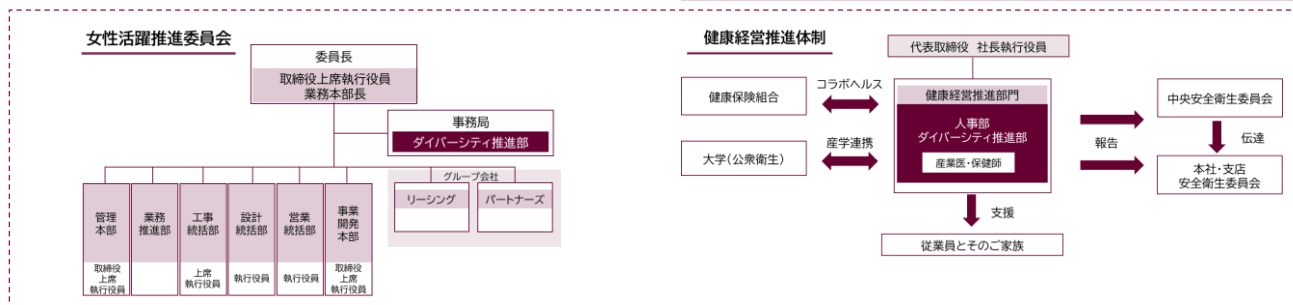 女性活躍推進委員会
委員長
取締役上席執行役員
業務本部長
事務局
ダイバーシティ推進部
グループ会社
リーシング
パートナーズ
管理
本部
取締役
上席
執行役員
業務
推進部
工事
統括部
上席
執行役員
設計
統括部
執行役員
営業
統括部
執行役員
事業
開発
本部
取締役
上席
執行役員
健康経営推進体制
代表取締役 社長執行役員
健康保険組合
コラボヘルス
大学(公衆衛生)
産学連携
健康経営推進部門
人事部
ダイバーシティ推進部
産業医・保健師
報告
中央安全衛生委員会
伝達
本社・支店
安全衛生委員会
支援
従業員とそのご家族